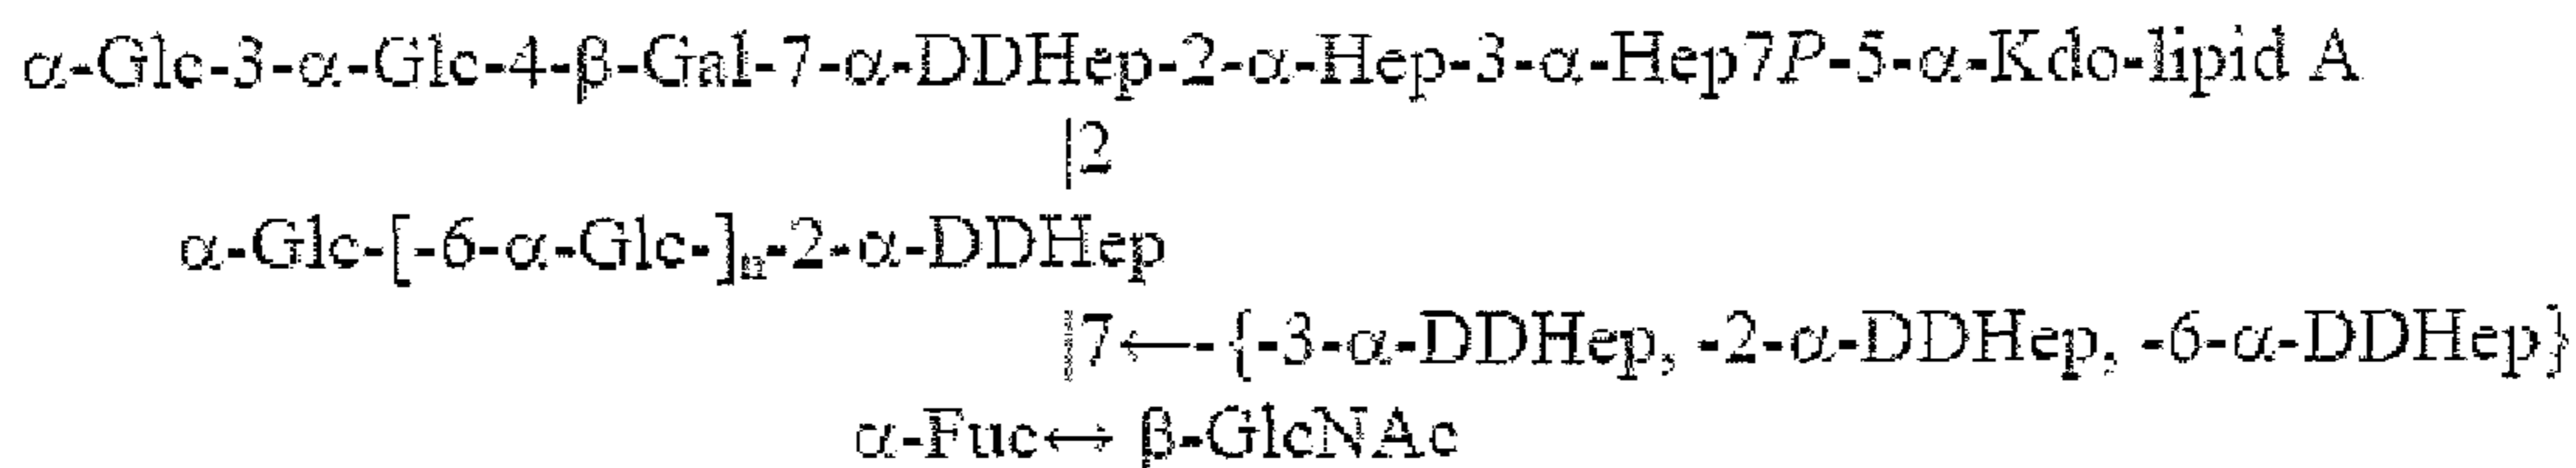 α-Glc-3-α-Glc-4-β-Gal-7-α-DDHep-2-α-Hep-3-α-Hep7P-5-α-Kdo-lipid A
|2
α-Glc-[-6-α-Glc-]n-2-α-DDHep
|7←-{-3-α-DDHep, -2-α-DDHep, -6-α-DDHep}
α-Fuc↔ β-GlcNAc